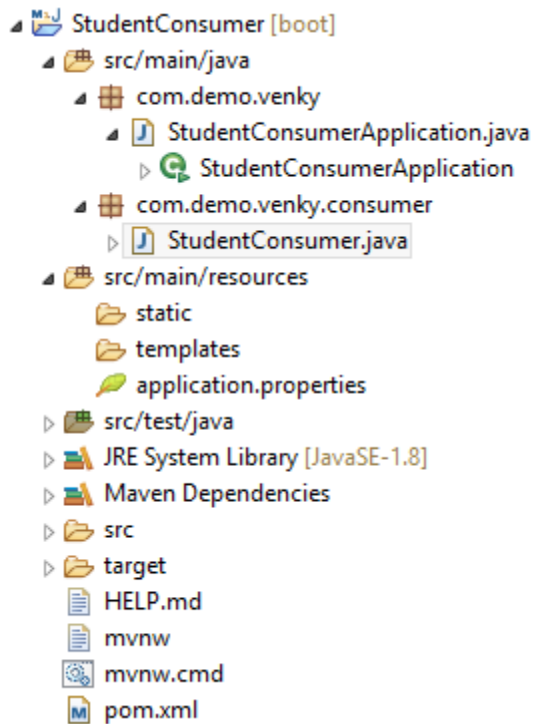 StudentConsumer [boot]
src/main/java
com.demo.venky
StudentConsumerApplication.java
StudentConsumerApplication
com.demo.venky.consumer
StudentConsumer.java
src/main/resources
static
templates
application.properties
src/test/java
JRE System Library [JavaSE-1.8]
Maven Dependencies
src
target
HELP.md
mvnw
mvnw.cmd
pom.xml